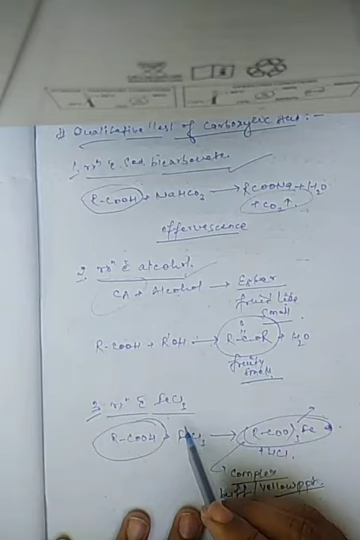 Qualitative test of Carboxylic Acid :-
1) rxn c̄ Sod bicarbonate.
R-COOH + NaHCO3 → RCOONa + H2O
+ CO2 ↑.
effervescence
2) rxn c̄ alcohol.
CA + Alcohol → Ester
fruit like
smell.
O
R-COOH + R'OH → R-C-OR + H2O
fruity
smell.
3) rxn c̄ FeCl3
R-COOH + FeCl3 → (R-COO)3 Fe
+ HCl.
complex
buff / yellow ppt.